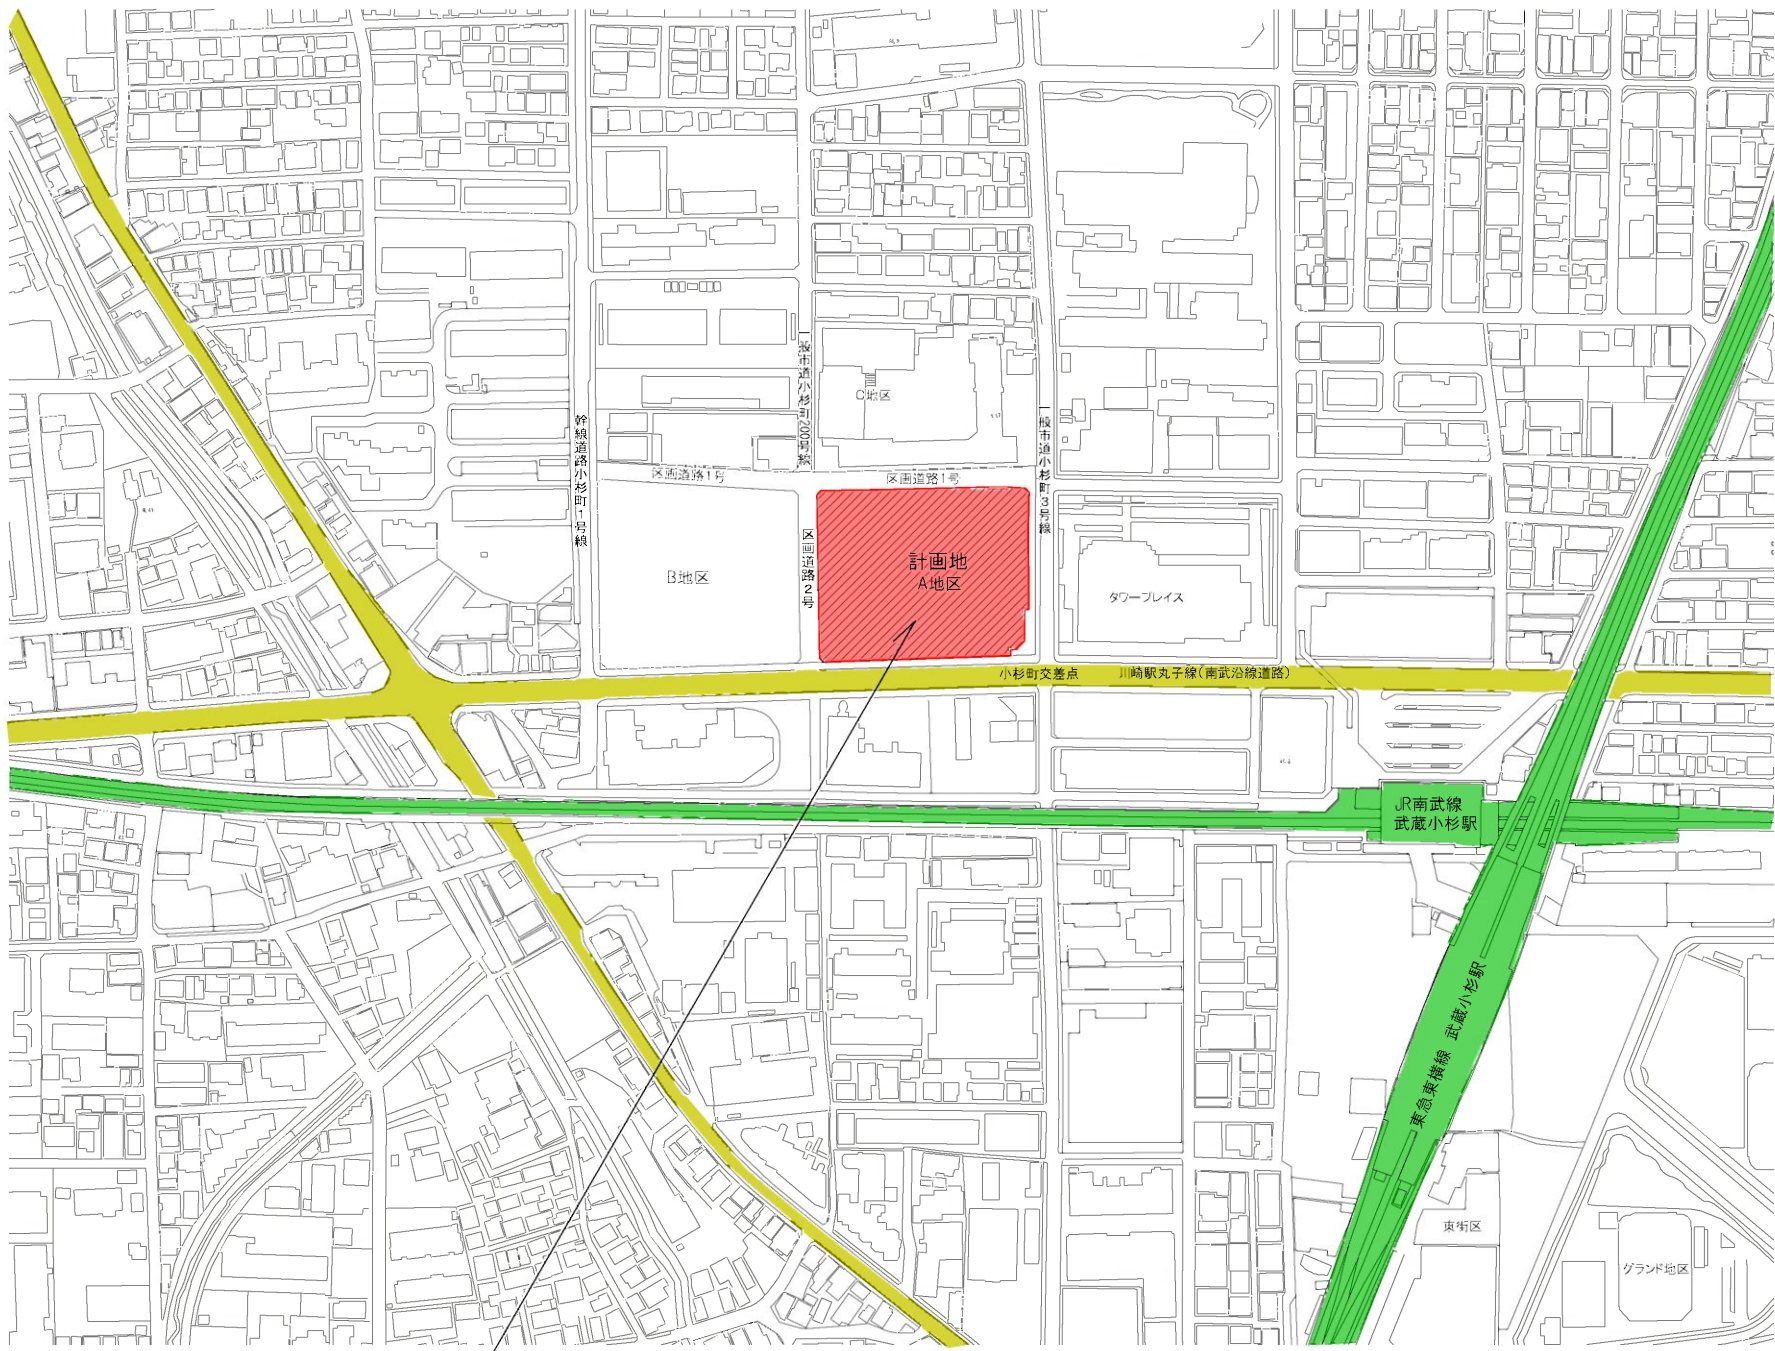 C地区
一般市道小杉町200号線
一般市道小杉町3号線
幹線道路小杉町1号線
区画道路1号
区画道路1号
区画道路2号
計画地
A地区
B地区
タワープレイス
小杉町交差点
川崎駅丸子線(南武沿線道路)
JR南武線
武蔵小杉駅
東急東横線 武蔵小杉駅
東街区
グランド地区